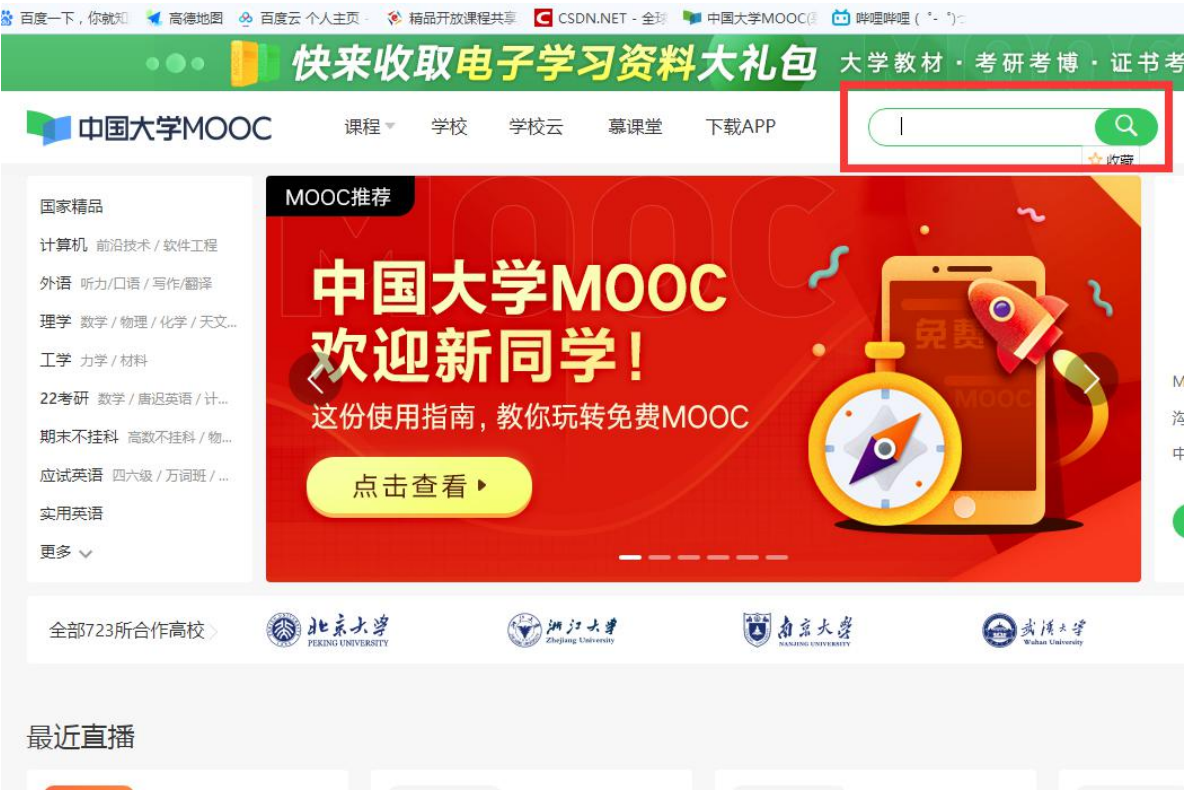 百度一下，你就知 高德地图 百度云 个人主页 - 精品开放课程共享 CSDN.NET - 全球 中国大学MOOC( 哔哩哔哩 ( ゜- ゜)つ
快来收取电子学习资料大礼包 大学教材 · 考研考博 · 证书考
中国大学MOOC 课程 学校 学校云 慕课堂 下载APP
收藏
国家精品
计算机 前沿技术 / 软件工程
外语 听力/口语 / 写作/翻译
理学 数学 / 物理 / 化学 / 天文...
工学 力学 / 材料
22考研 数学 / 唐迟英语 / 计...
期末不挂科 高数不挂科 / 物...
应试英语 四六级 / 万词班 / ...
实用英语
更多
MOOC推荐
MOOC
中国大学MOOC
欢迎新同学！
这份使用指南，教你玩转免费MOOC
点击查看
免费
MOOC
M
中
全部723所合作高校
北京大学
PEKING UNIVERSITY
浙江大学
Zhejiang University
南京大学
NANJING UNIVERSITY
武汉大学
Wuhan University
最近直播